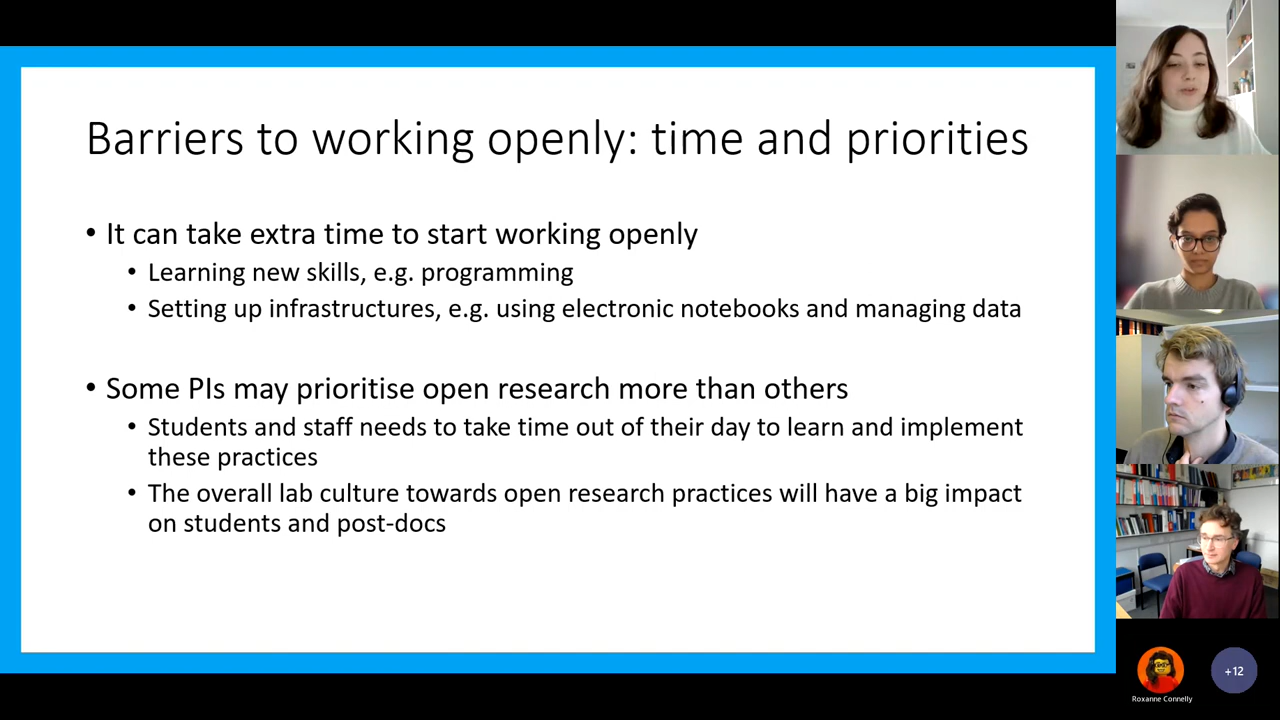 Barriers to working openly: time and priorities
• It can take extra time to start working openly
• Learning new skills, e.g. programming
• Setting up infrastructures, e.g. using electronic notebooks and managing data
• Some PIs may prioritise open research more than others
• Students and staff needs to take time out of their day to learn and implement
these practices
• The overall lab culture towards open research practices will have a big impact
on students and post-docs
Roxanne Connelly
+12